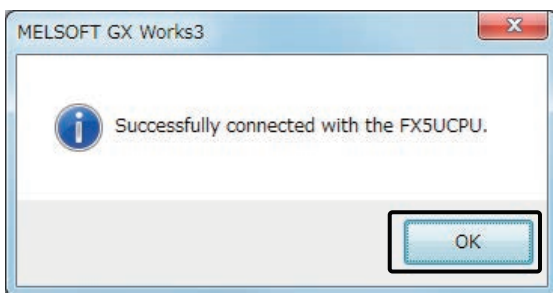 MELSOFT GX Works3
Successfully connected with the FX5UCPU.
OK